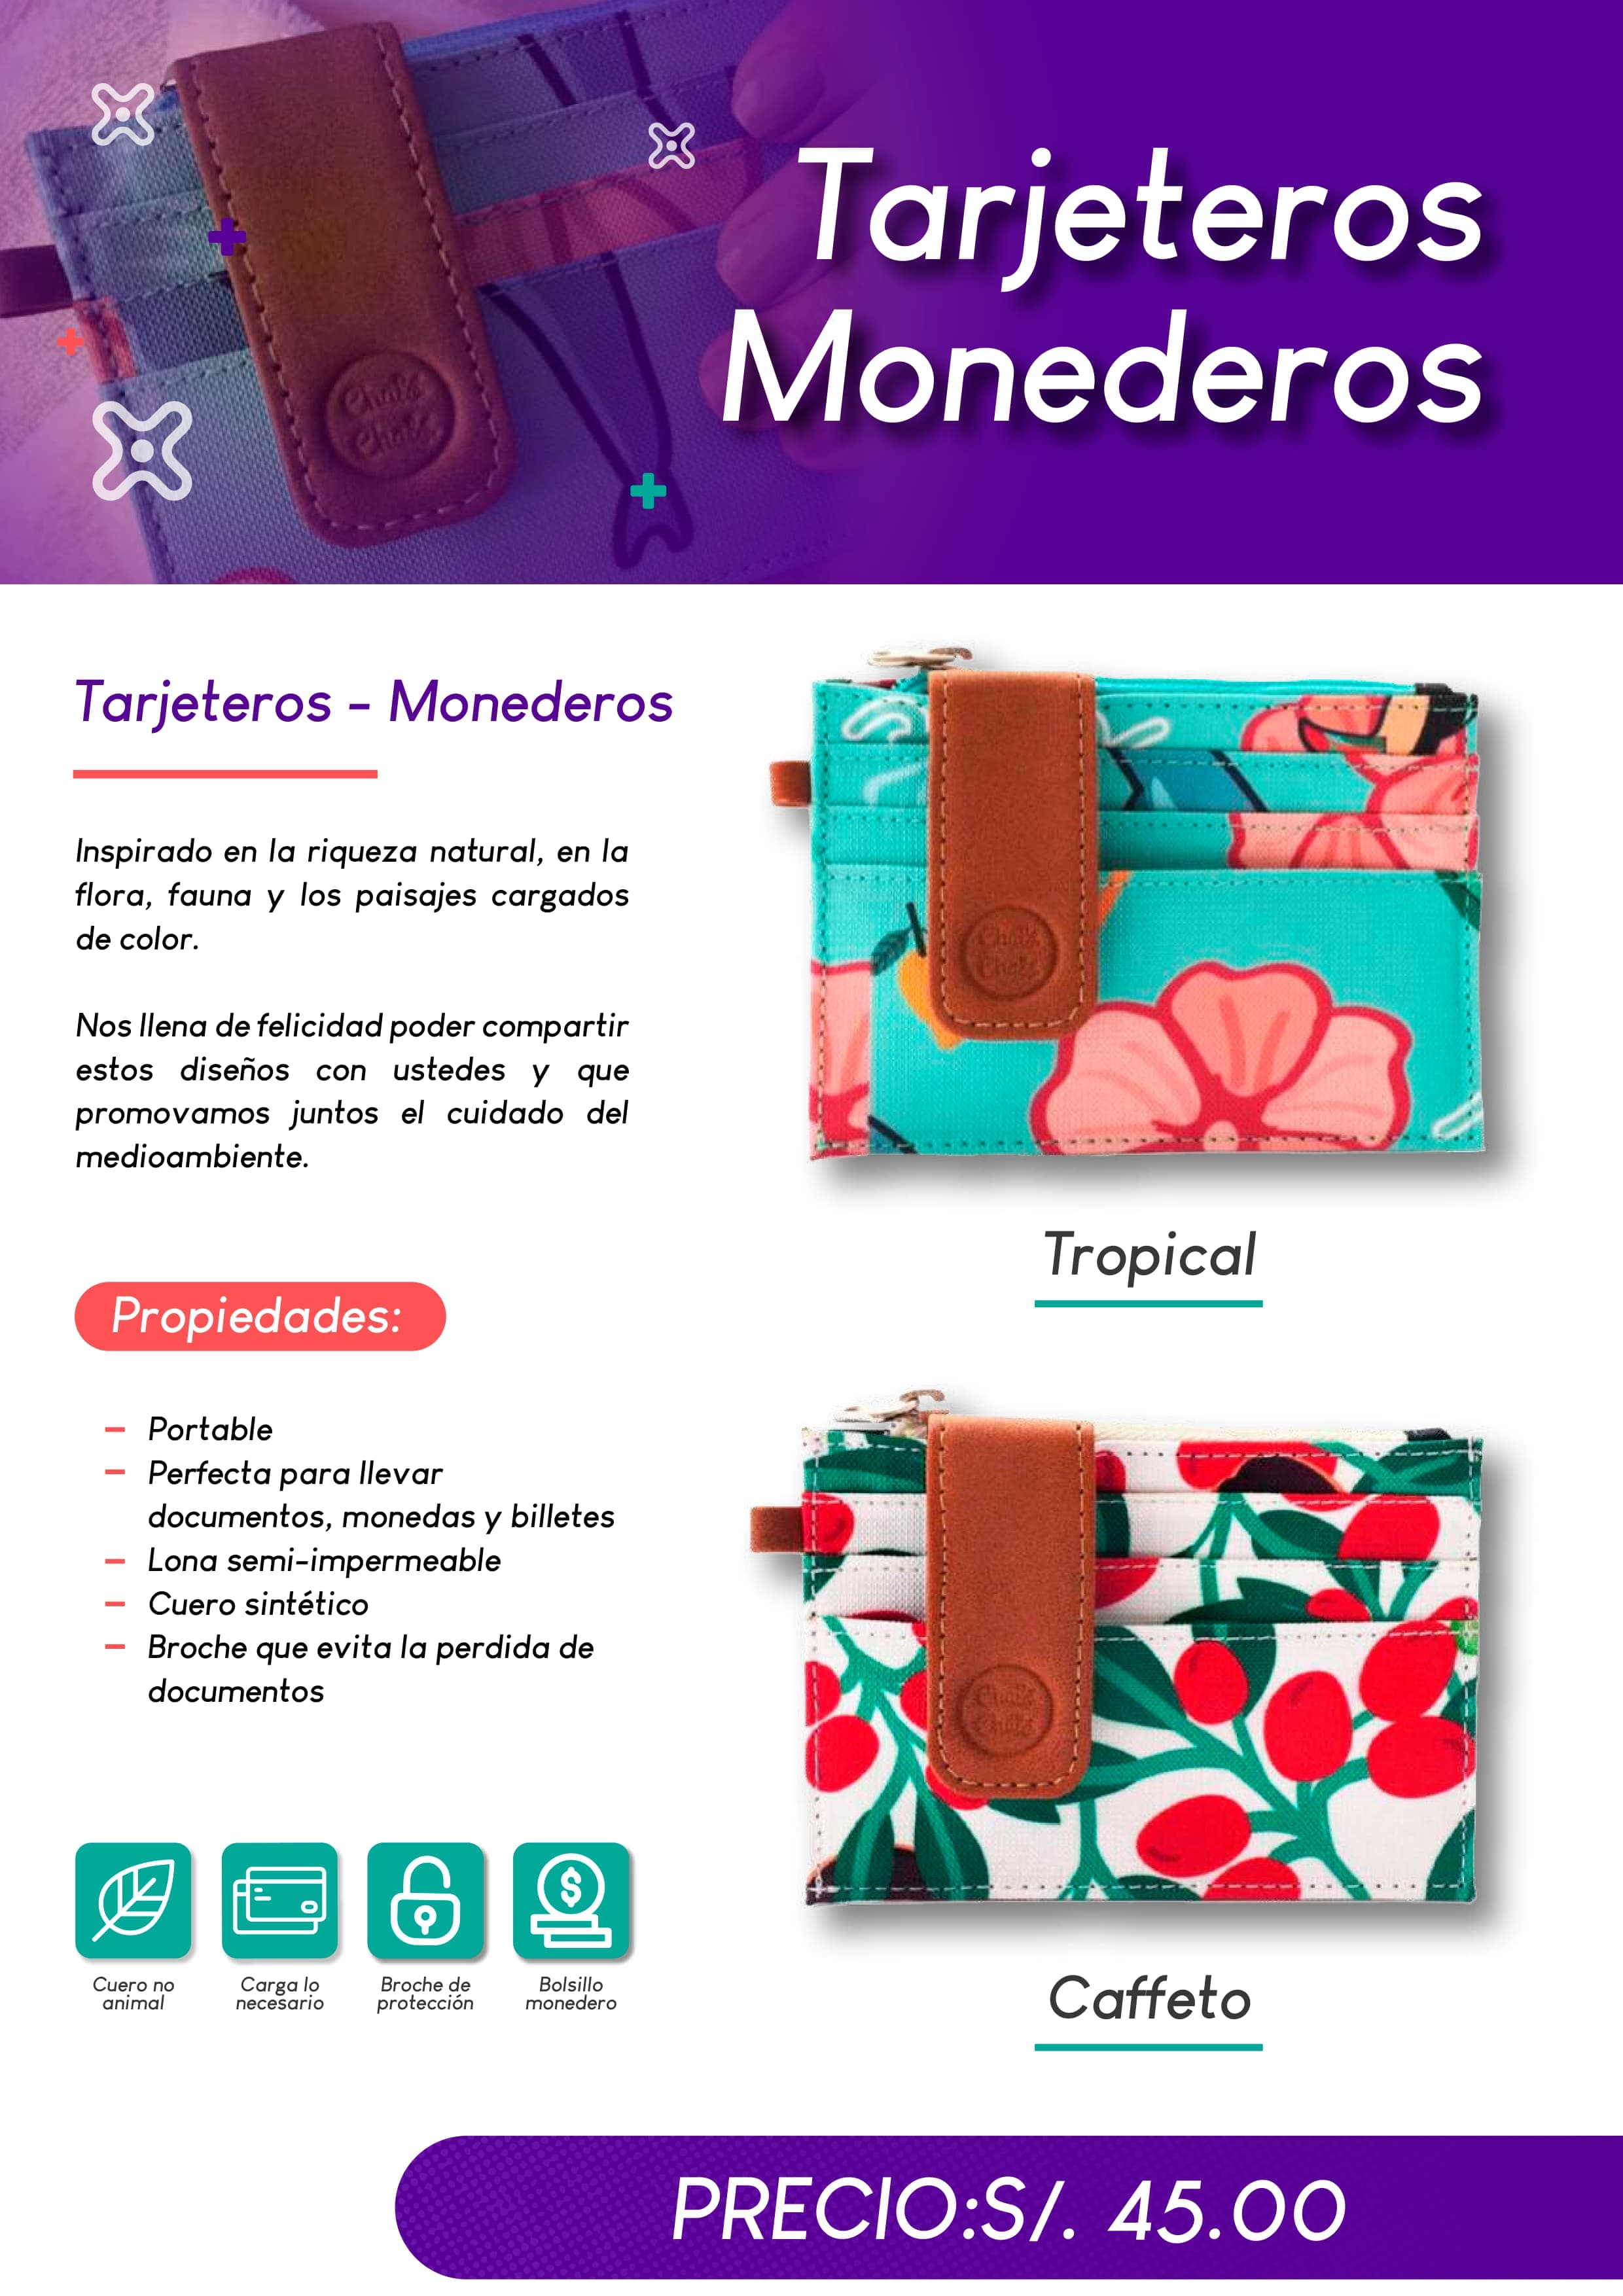 Tarjeteros
Monederos
Tarjeteros - Monederos
Inspirado en la riqueza natural, en la
flora, fauna y los paisajes cargados
de color.
Nos llena de felicidad poder compartir
estos diseños con ustedes y que
promovamos juntos el cuidado del
medioambiente.
Propiedades:
– Portable
– Perfecta para llevar
documentos, monedas y billetes
– Lona semi-impermeable
– Cuero sintético
– Broche que evita la perdida de
documentos
Cuero no
animal
Carga lo
necesario
$
Broche de
protección
Bolsillo
monedero
Tropical
Caffeto
PRECIO:S/. 45.00